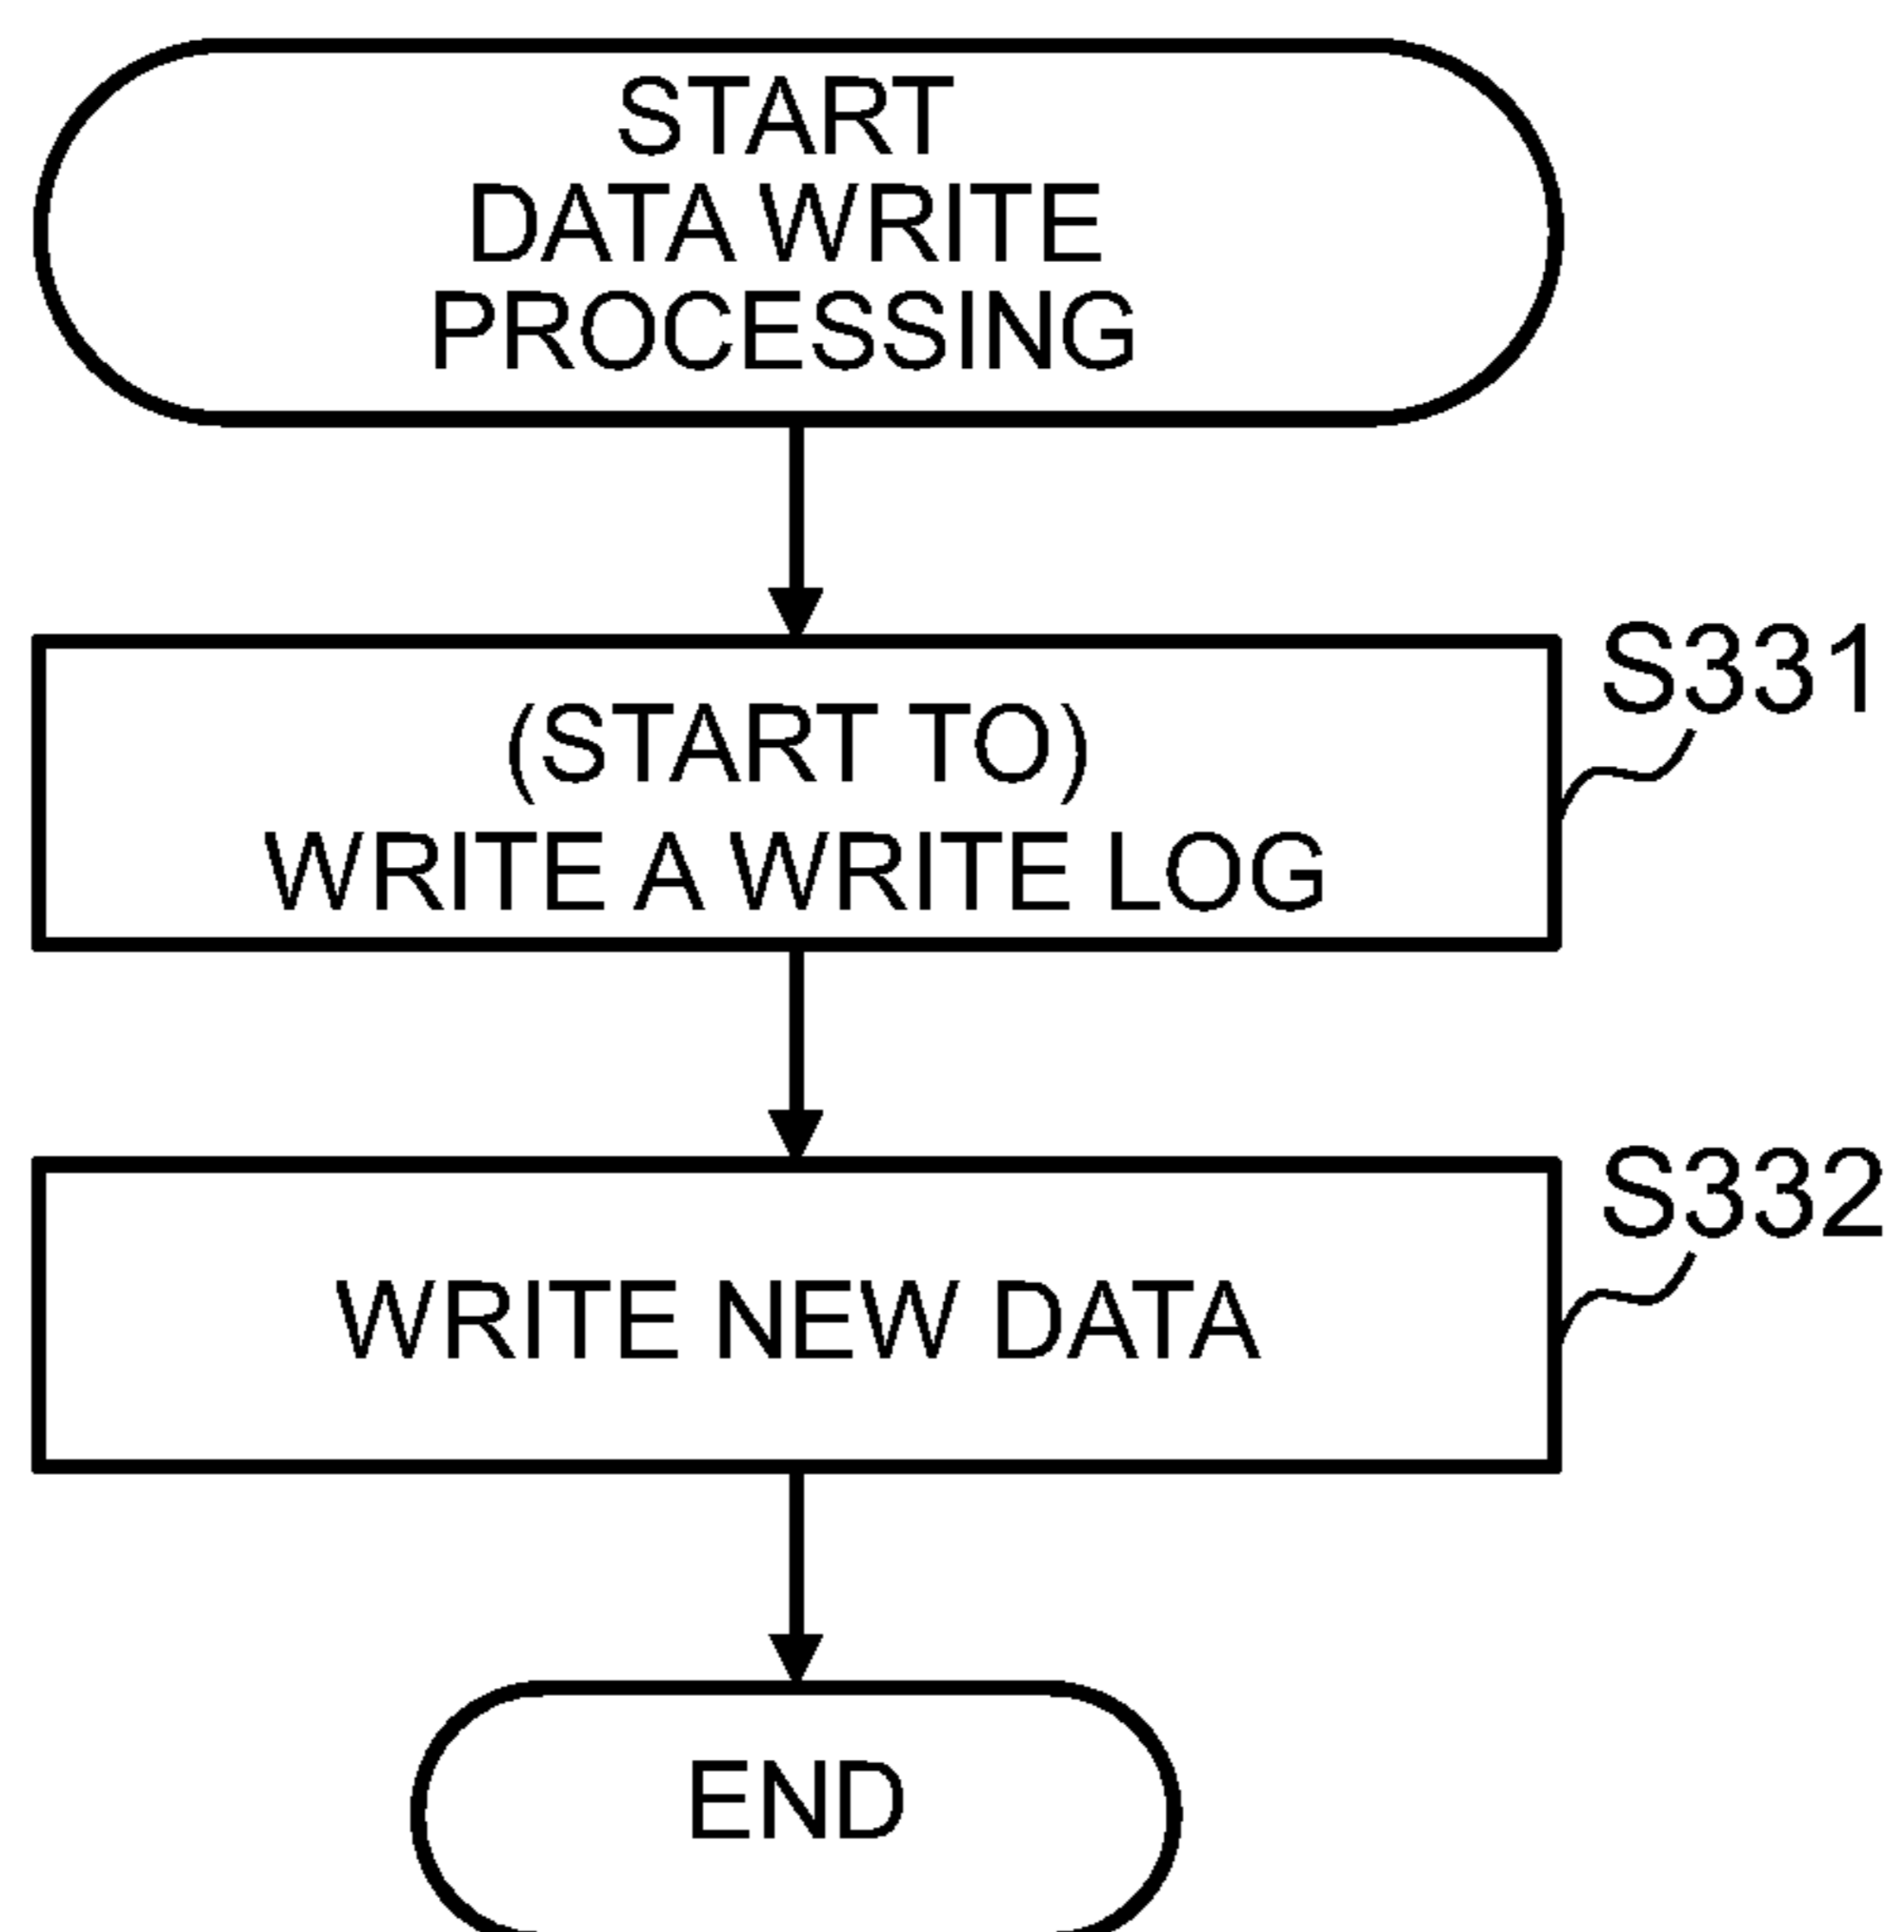 START
DATA WRITE
PROCESSING
S331
(START TO)
WRITE A WRITE LOG
S332
WRITE NEW DATA
END